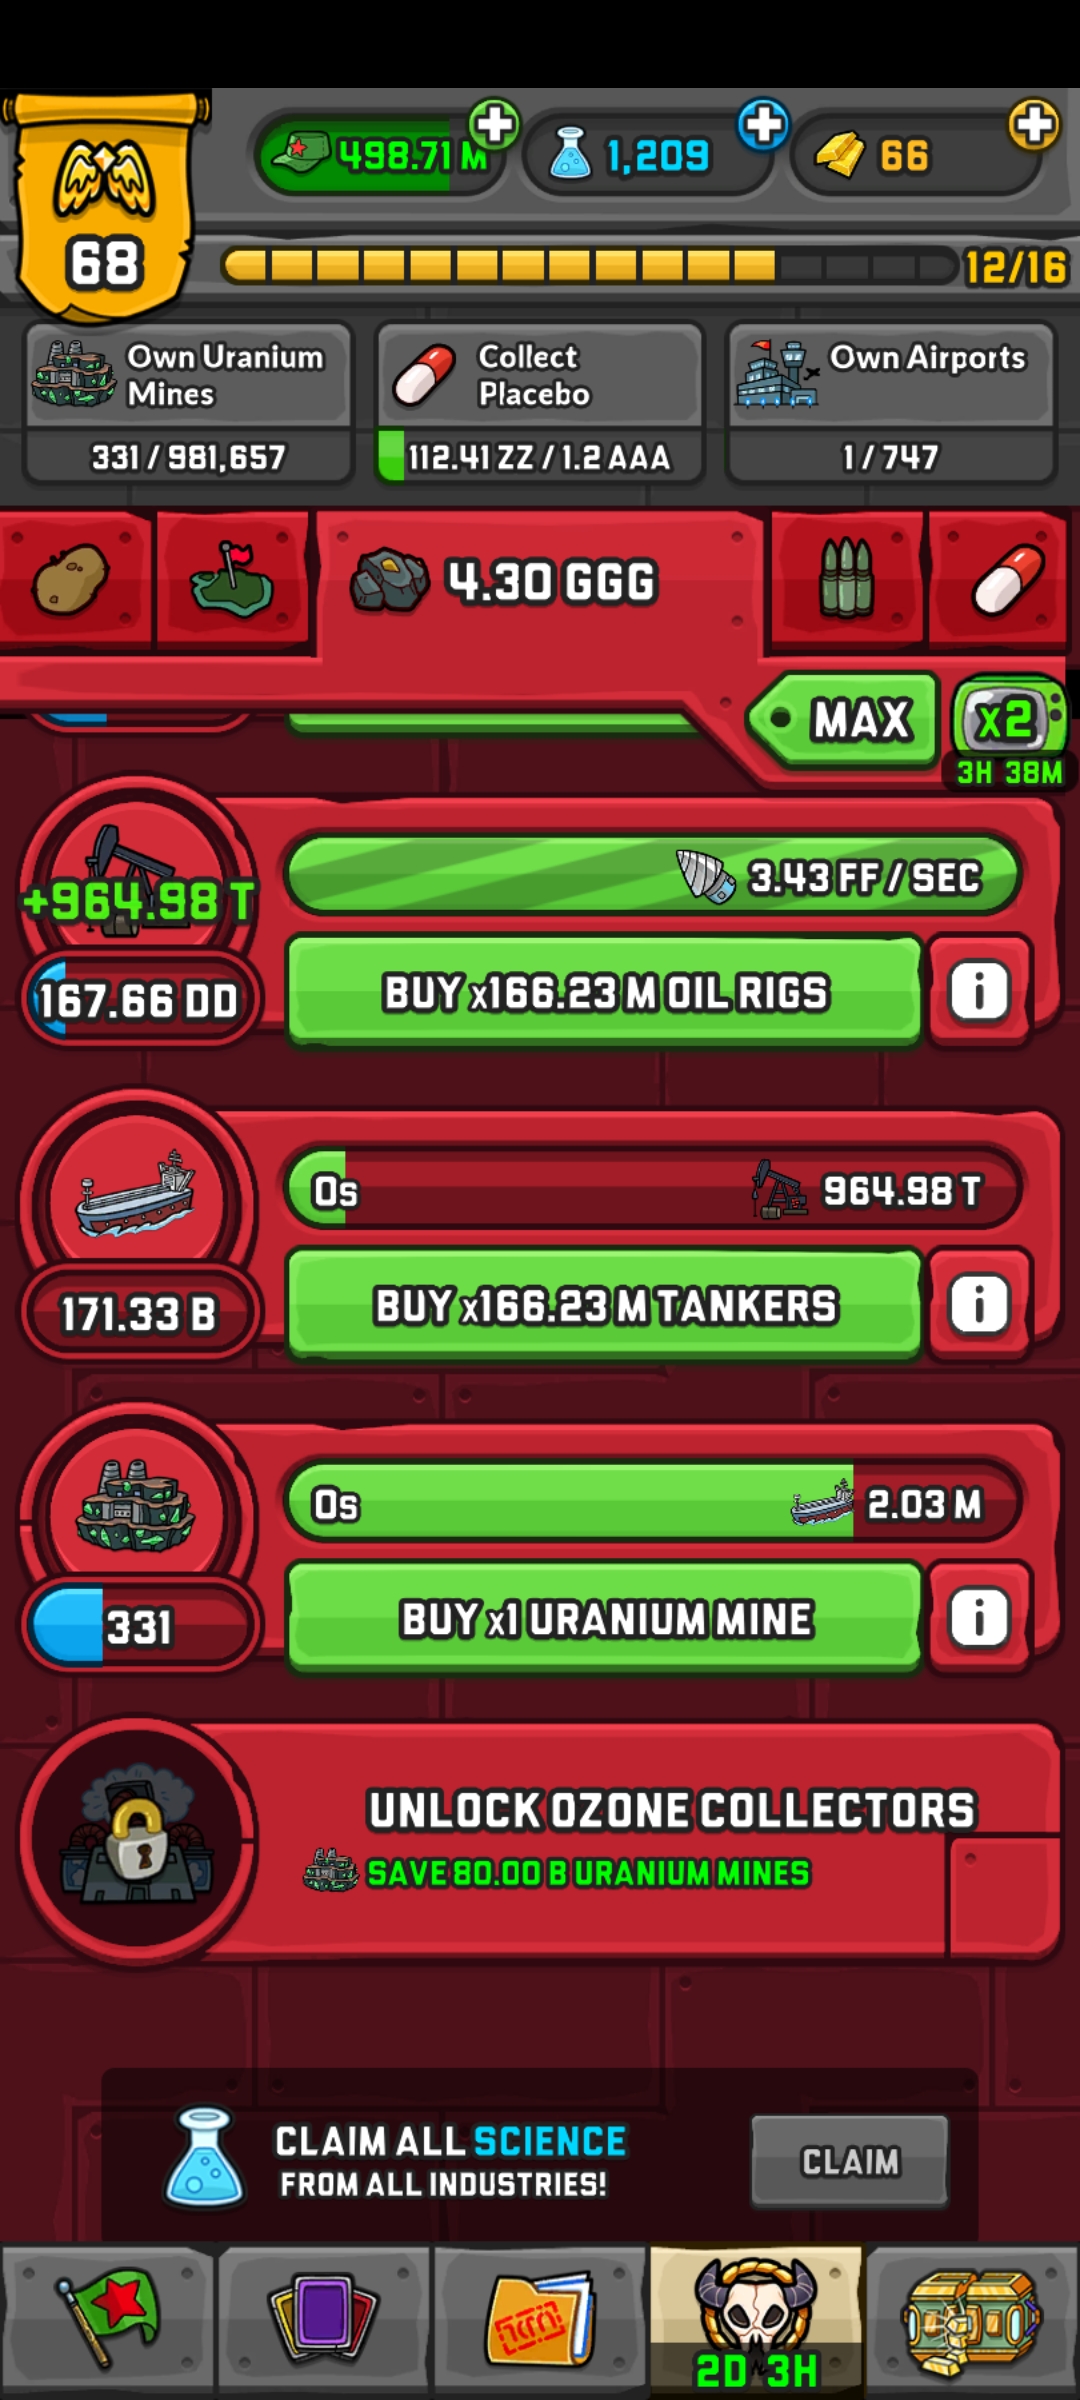 498.71 M
1,209
66
68
12/16
Own Uranium
Mines
331 / 981,657
Collect
Placebo
112.41 ZZ / 1.2 AAA
Own Airports
1 / 747
4.30 GGG
MAX
x2
3H 38M
+964.98 T
3.43 FF / SEC
167.66 DD
BUY x166.23 M OIL RIGS
i
0s
964.98 T
171.33 B
BUY x166.23 M TANKERS
i
0s
2.03 M
331
BUY x1 URANIUM MINE
i
UNLOCK OZONE COLLECTORS
SAVE 80.00 B URANIUM MINES
CLAIM ALL SCIENCE
FROM ALL INDUSTRIES!
CLAIM
2D 3H